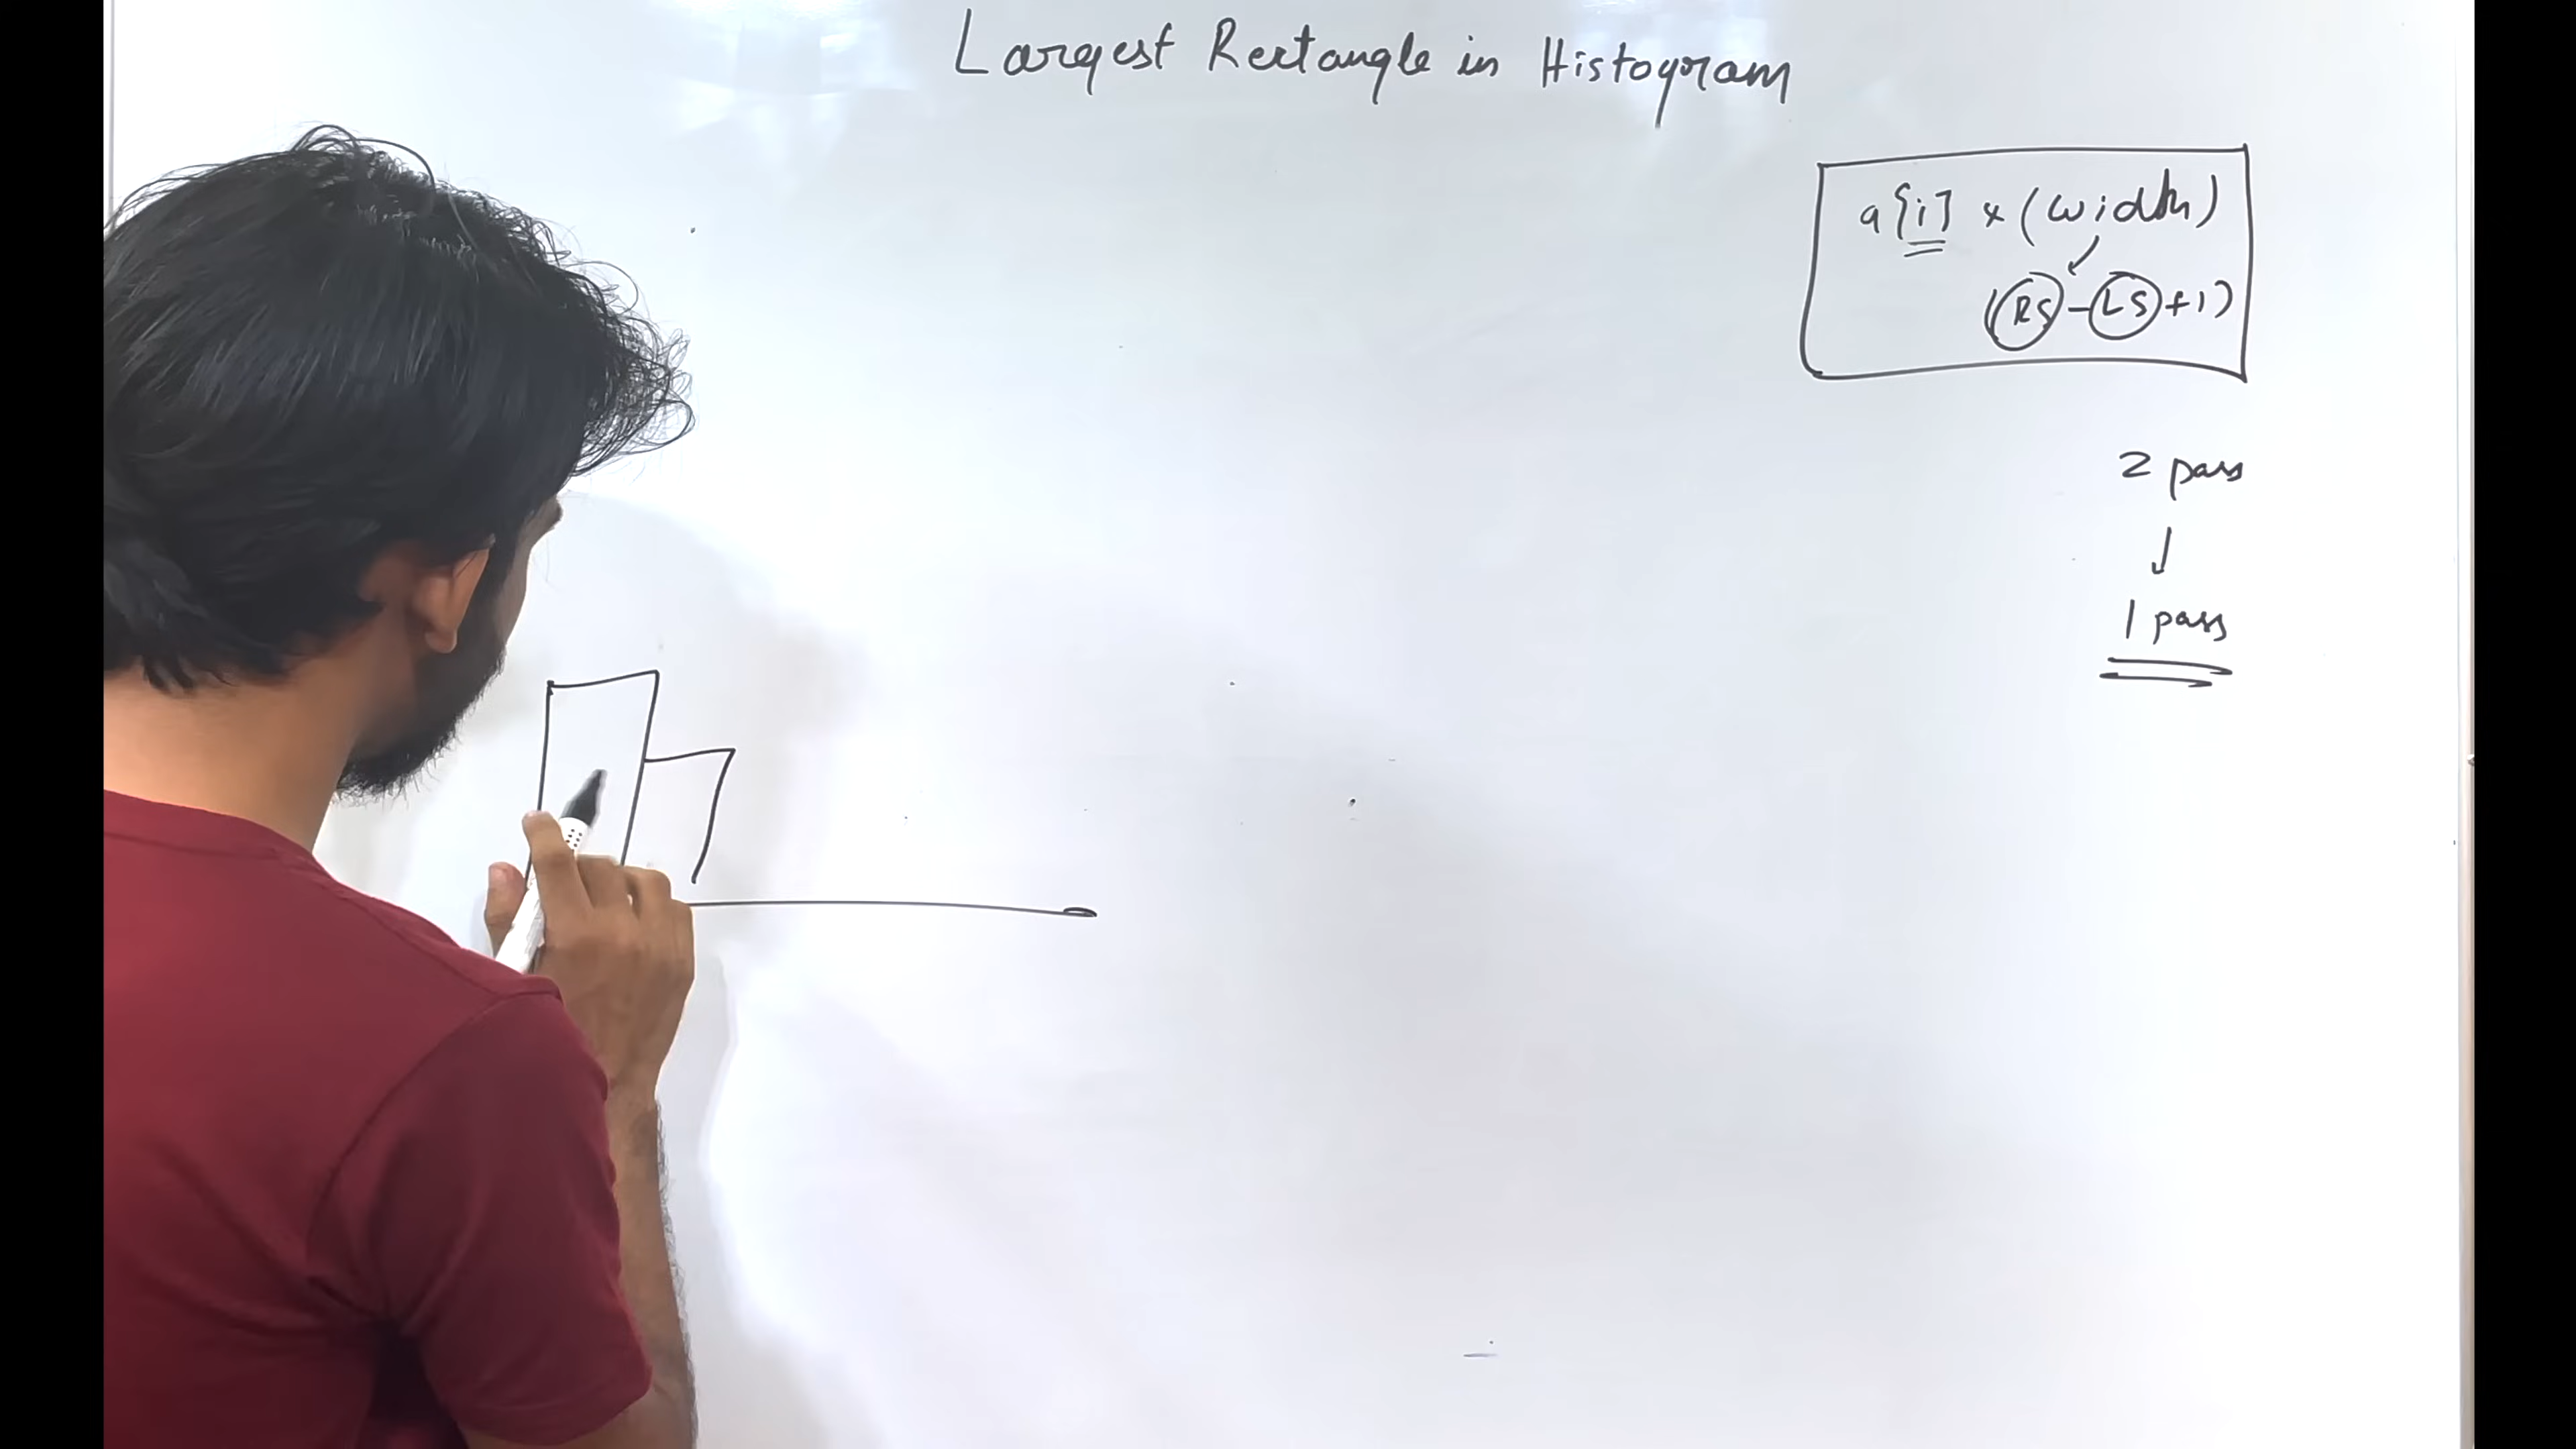 Largest Rectangle in Histogram
a[i] x (width)
(RS - LS + 1)
2 pass
1 pass